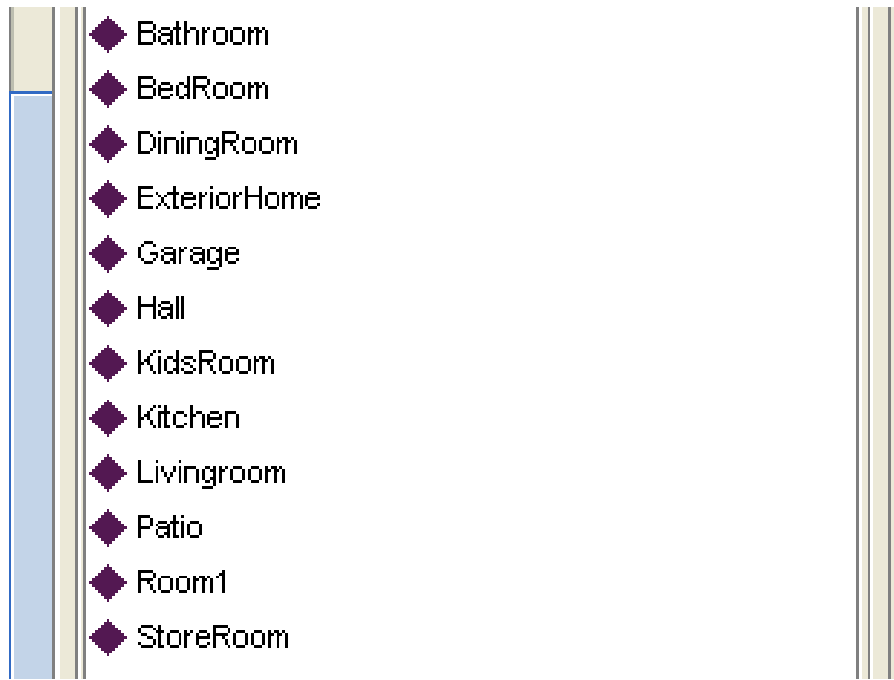 Bathroom
BedRoom
DiningRoom
ExteriorHome
Garage
Hall
KidsRoom
Kitchen
Livingroom
Patio
Room1
StoreRoom